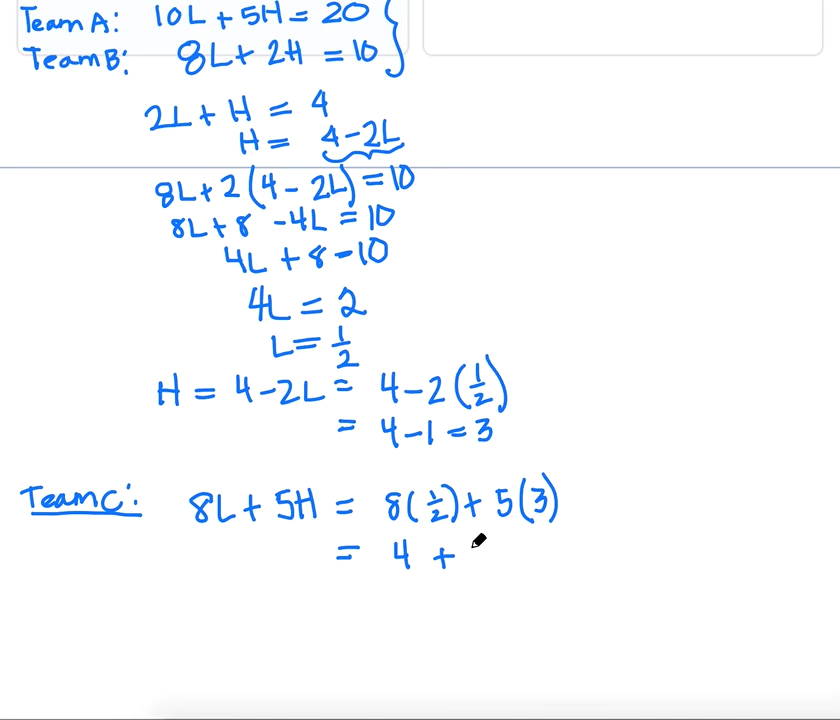 Team A: 10L + 5H = 20
Team B: 8L + 2H = 10
2L + H = 4
H = 4 - 2L
8L + 2(4 - 2L) = 10
8L + 8 - 4L = 10
4L + 8 - 10
4L = 2
L = 1/2
H = 4 - 2L = 4 - 2(1/2)
= 4 - 1 = 3
Team C: 8L + 5H = 8(1/2) + 5(3)
= 4 +